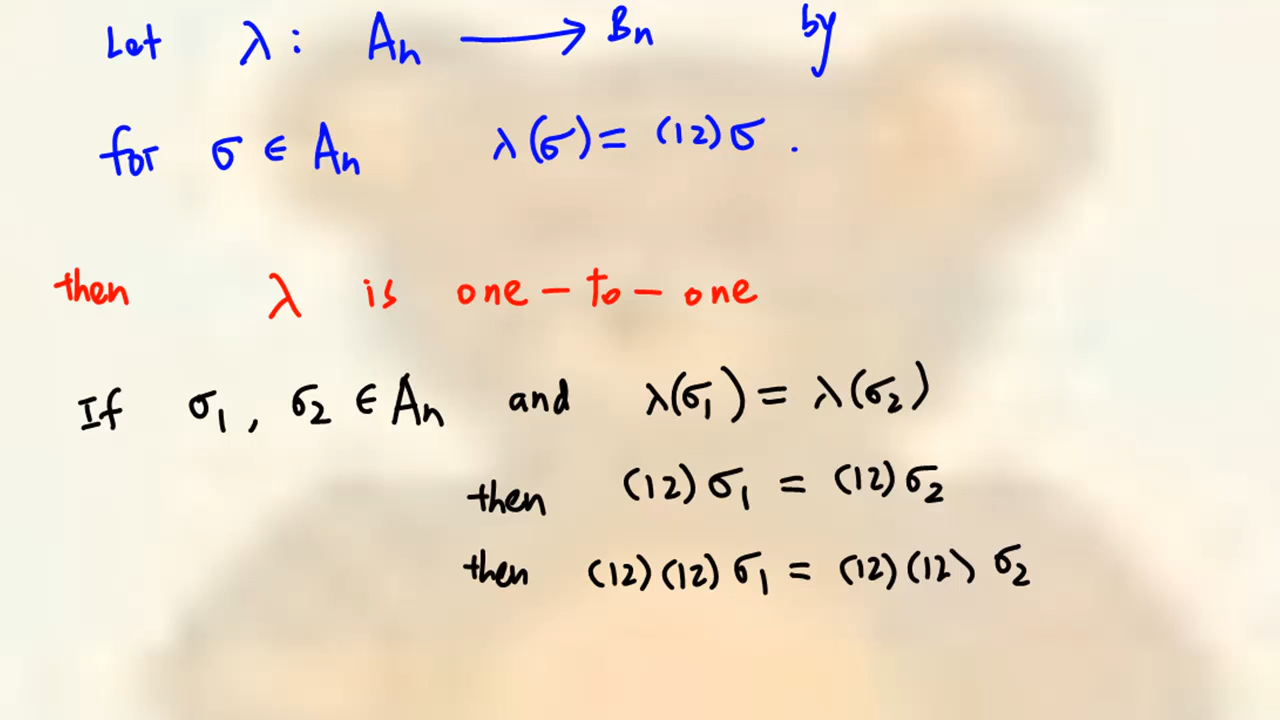 Let λ: Aₙ ⟶ Bₙ by
for σ ∈ Aₙ λ(σ) = (12)σ .
then λ is one-to-one
If σ₁, σ₂ ∈ Aₙ and λ(σ₁) = λ(σ₂)
then (12)σ₁ = (12)σ₂
then (12)(12)σ₁ = (12)(12)σ₂